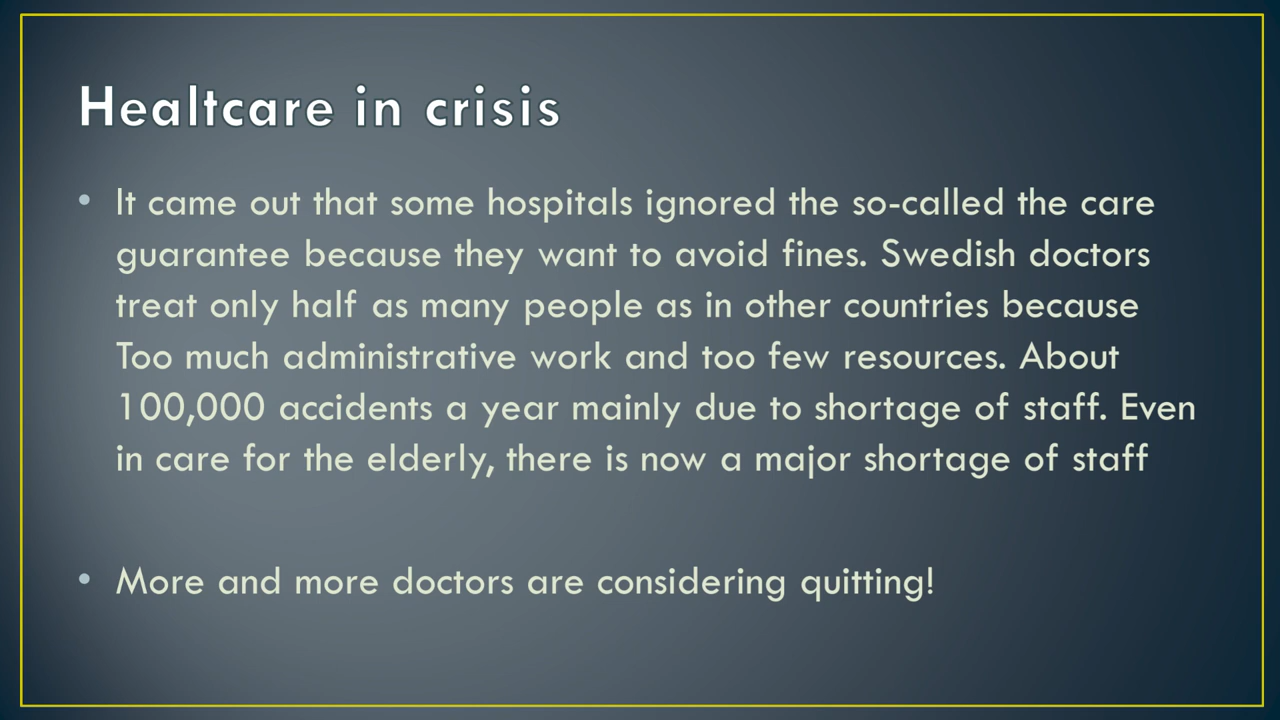 Healtcare in crisis
• It came out that some hospitals ignored the so-called the care
guarantee because they want to avoid fines. Swedish doctors
treat only half as many people as in other countries because
Too much administrative work and too few resources. About
100,000 accidents a year mainly due to shortage of staff. Even
in care for the elderly, there is now a major shortage of staff
• More and more doctors are considering quitting!